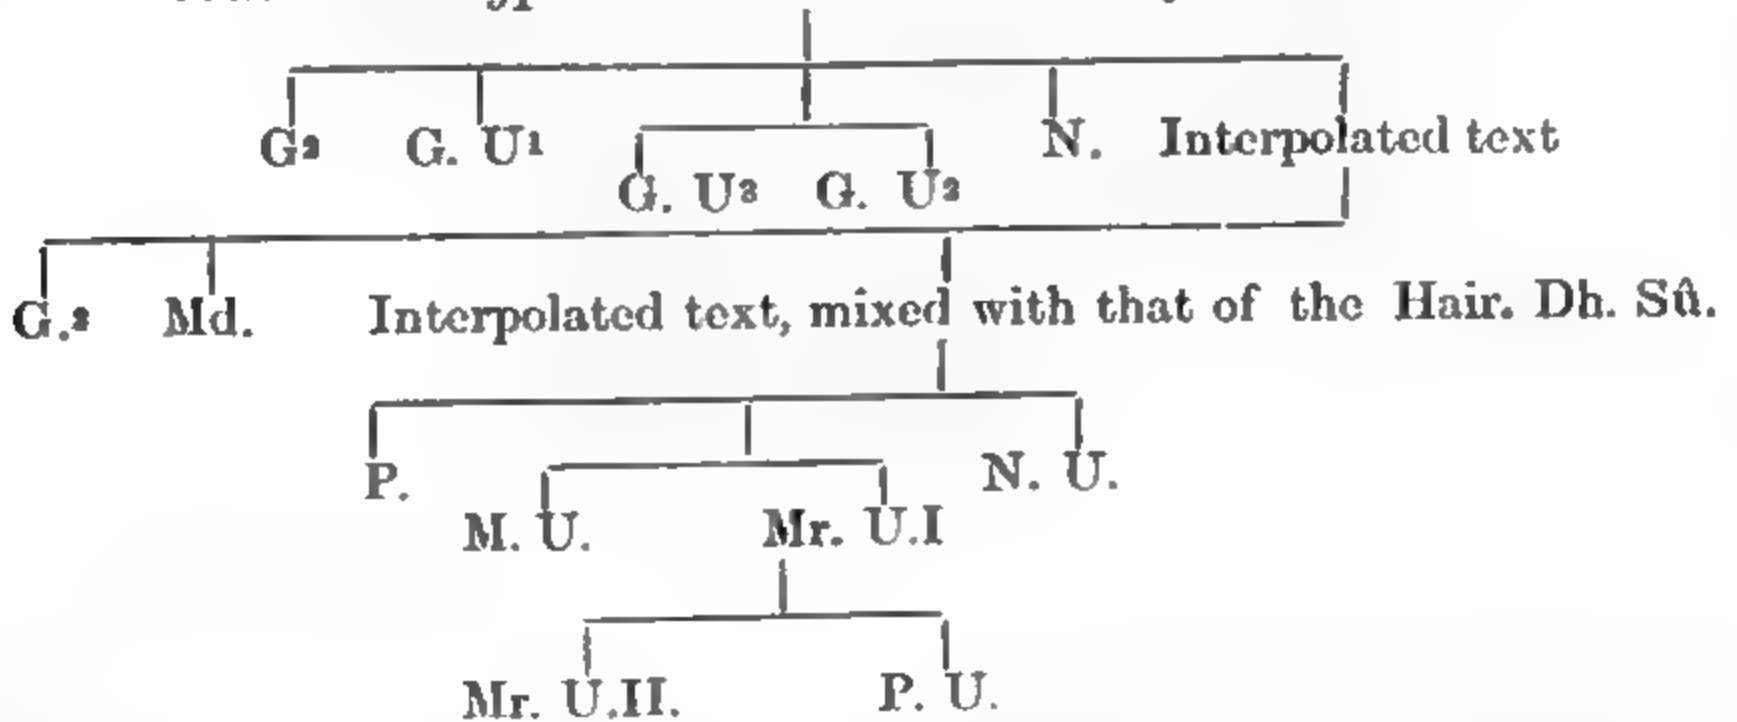 G² G. U¹ N. Interpolated text
G. U³ G. U²
G.² Md. Interpolated text, mixed with that of the Hair. Dh. Sû.
P. N. U.
M. U. Mr. U.I
Mr. U.II. P. U.